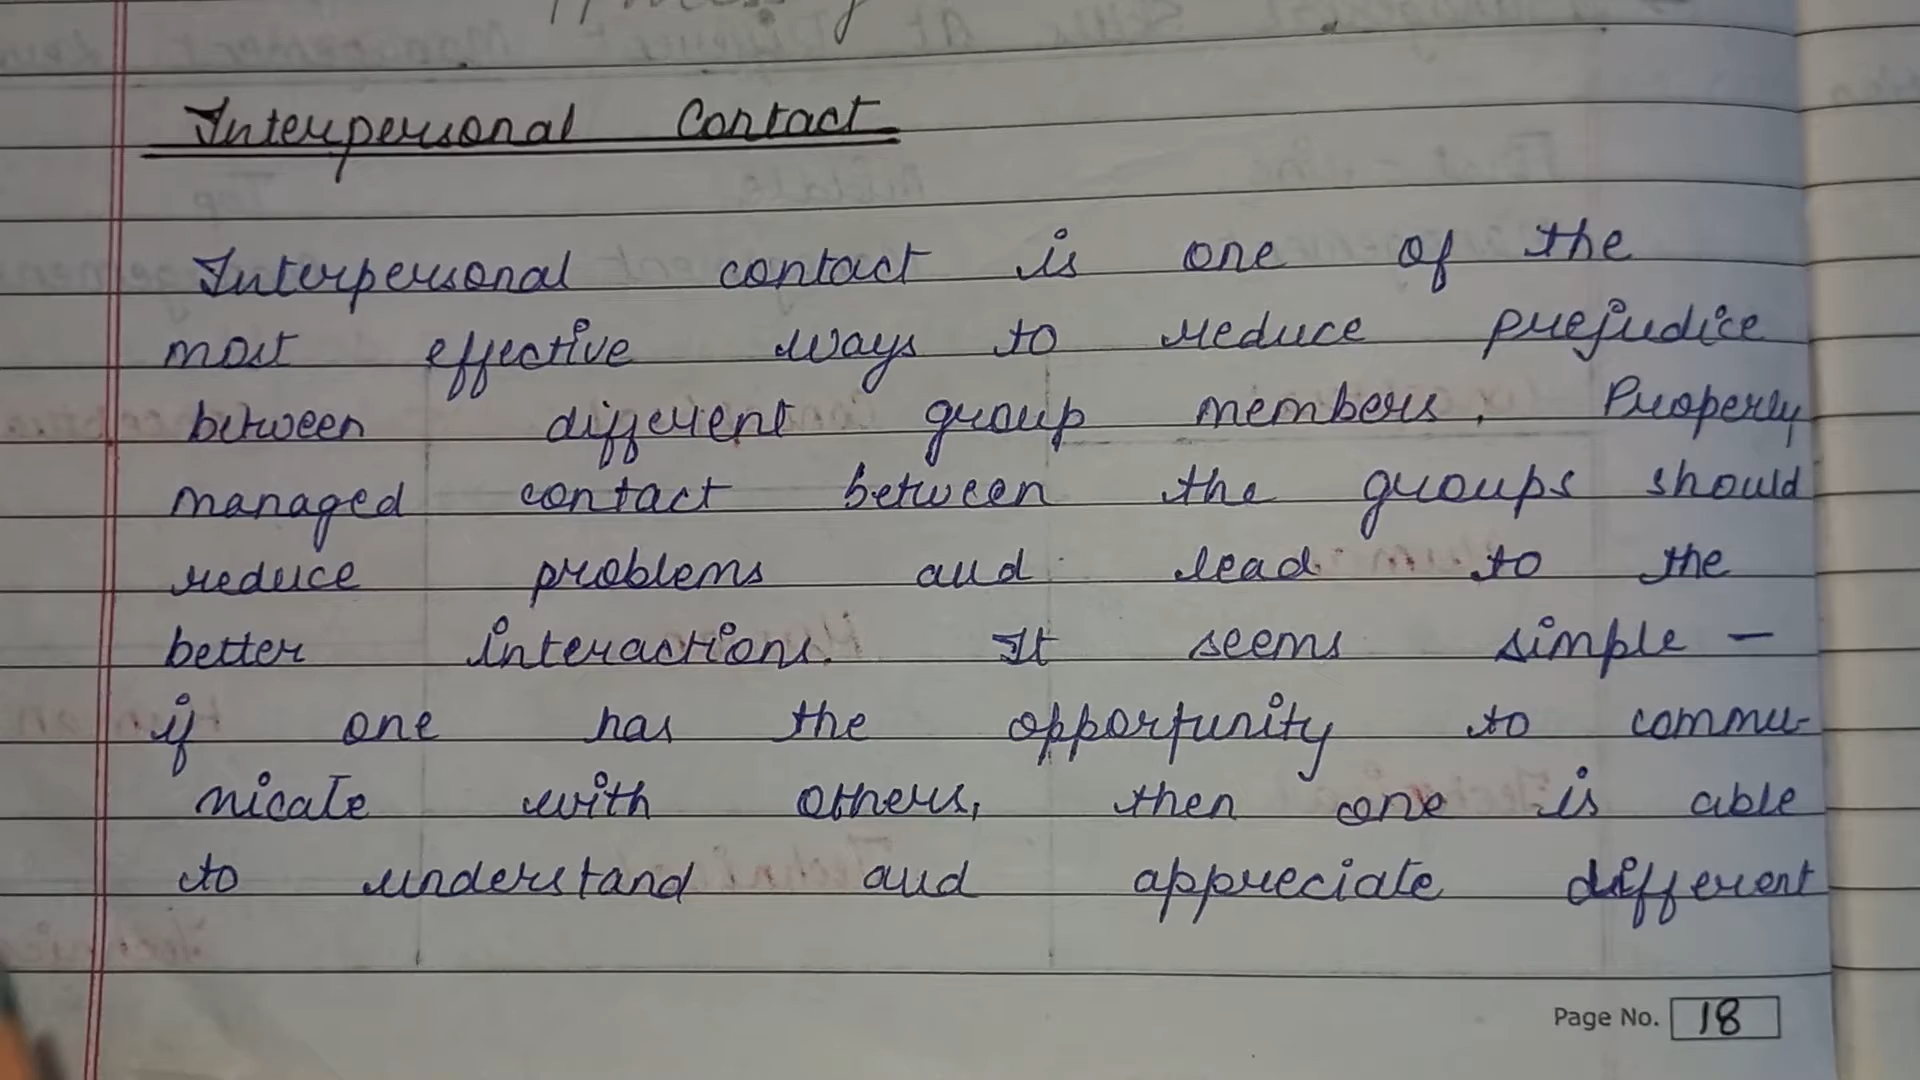 Interpersonal Contact
Interpersonal contact is one of the
most effective ways to reduce prejudice
between different group members. Properly
managed contact between the groups should
reduce problems and lead to the
better interactions. It seems simple -
if one has the opportunity to commu-
nicate with others, then one is able
to understand and appreciate different
Page No. 18